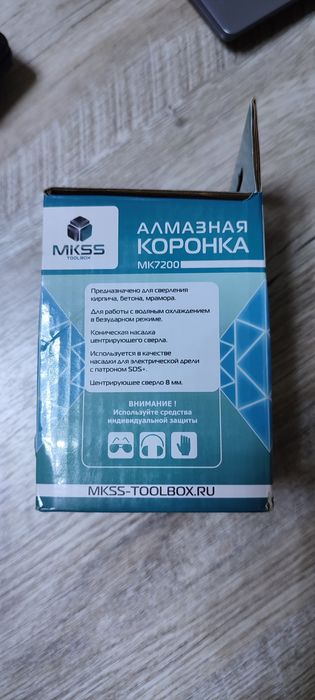 MKSS
TOOLBOX
АЛМАЗНАЯ
КОРОНКА
MK7200
Предназначено для сверления
кирпича, бетона, мрамора.
Для работы с водяным охлаждением
в безударном режиме.
Коническая насадка
центрирующего сверла.
Используется в качестве
насадки для электрической дрели
с патроном SDS+.
Центрирующее сверло 8 мм.
ВНИМАНИЕ !
Используйте средства
индивидуальной защиты
MKSS-TOOLBOX.RU